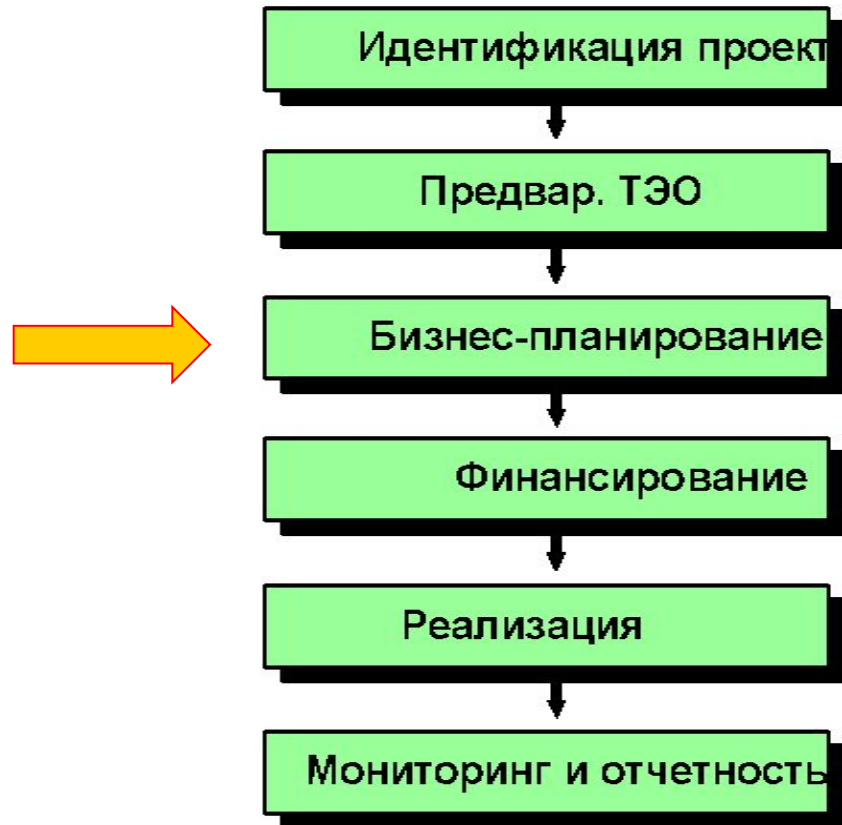 Идентификация проект
Предвар. ТЭО
Бизнес-планирование
Финансирование
Реализация
Мониторинг и отчетность